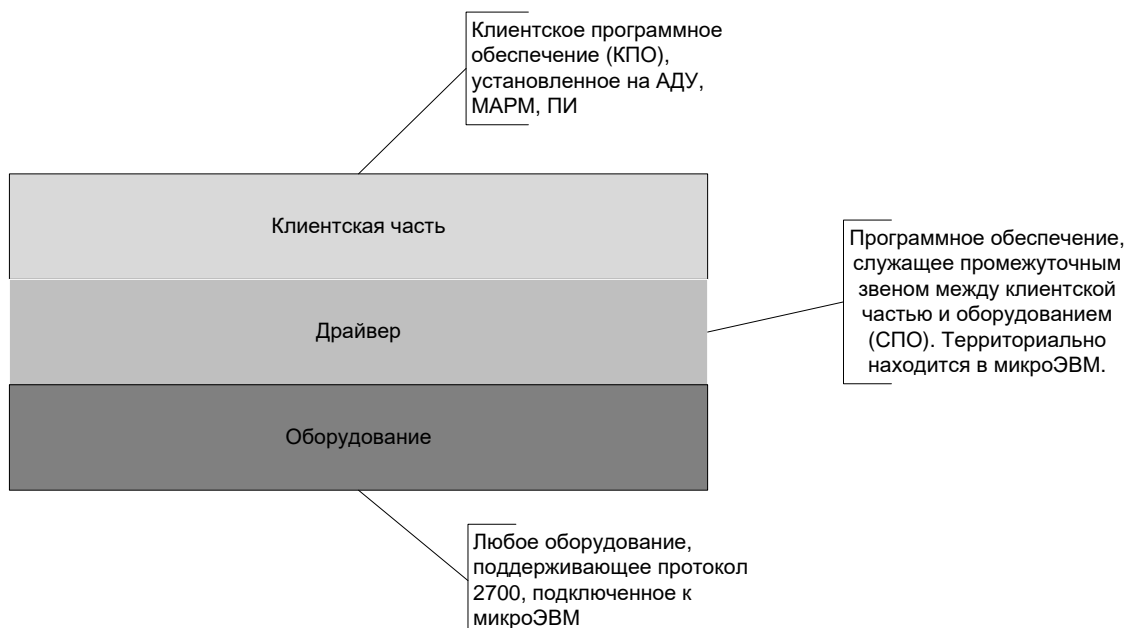 Клиентское программное
обеспечение (КПО),
установленное на АДУ,
МАРМ, ПИ
Клиентская часть
Программное обеспечение,
служащее промежуточным
звеном между клиентской
частью и оборудованием
(СПО). Территориально
находится в микроЭВМ.
Драйвер
Оборудование
Любое оборудование,
поддерживающее протокол
2700, подключенное к
микроЭВМ